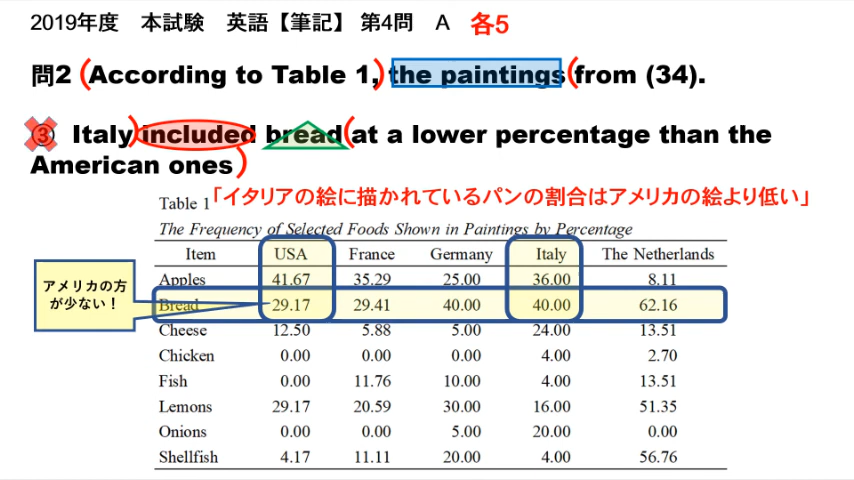 2019年度 本試験 英語【筆記】 第4問 A 各5
問2 (According to Table 1,) the paintings (from (34).
③ Italy) included bread (at a lower percentage than the
American ones)
Table 1「イタリアの絵に描かれているパンの割合はアメリカの絵より低い」
The Frequency of Selected Foods Shown in Paintings by Percentage
Item USA France Germany Italy The Netherlands
Apples 41.67 35.29 25.00 36.00 8.11
アメリカの方
が少ない！
Bread 29.17 29.41 40.00 40.00 62.16
Cheese 12.50 5.88 5.00 24.00 13.51
Chicken 0.00 0.00 0.00 4.00 2.70
Fish 0.00 11.76 10.00 4.00 13.51
Lemons 29.17 20.59 30.00 16.00 51.35
Onions 0.00 0.00 5.00 20.00 0.00
Shellfish 4.17 11.11 20.00 4.00 56.76